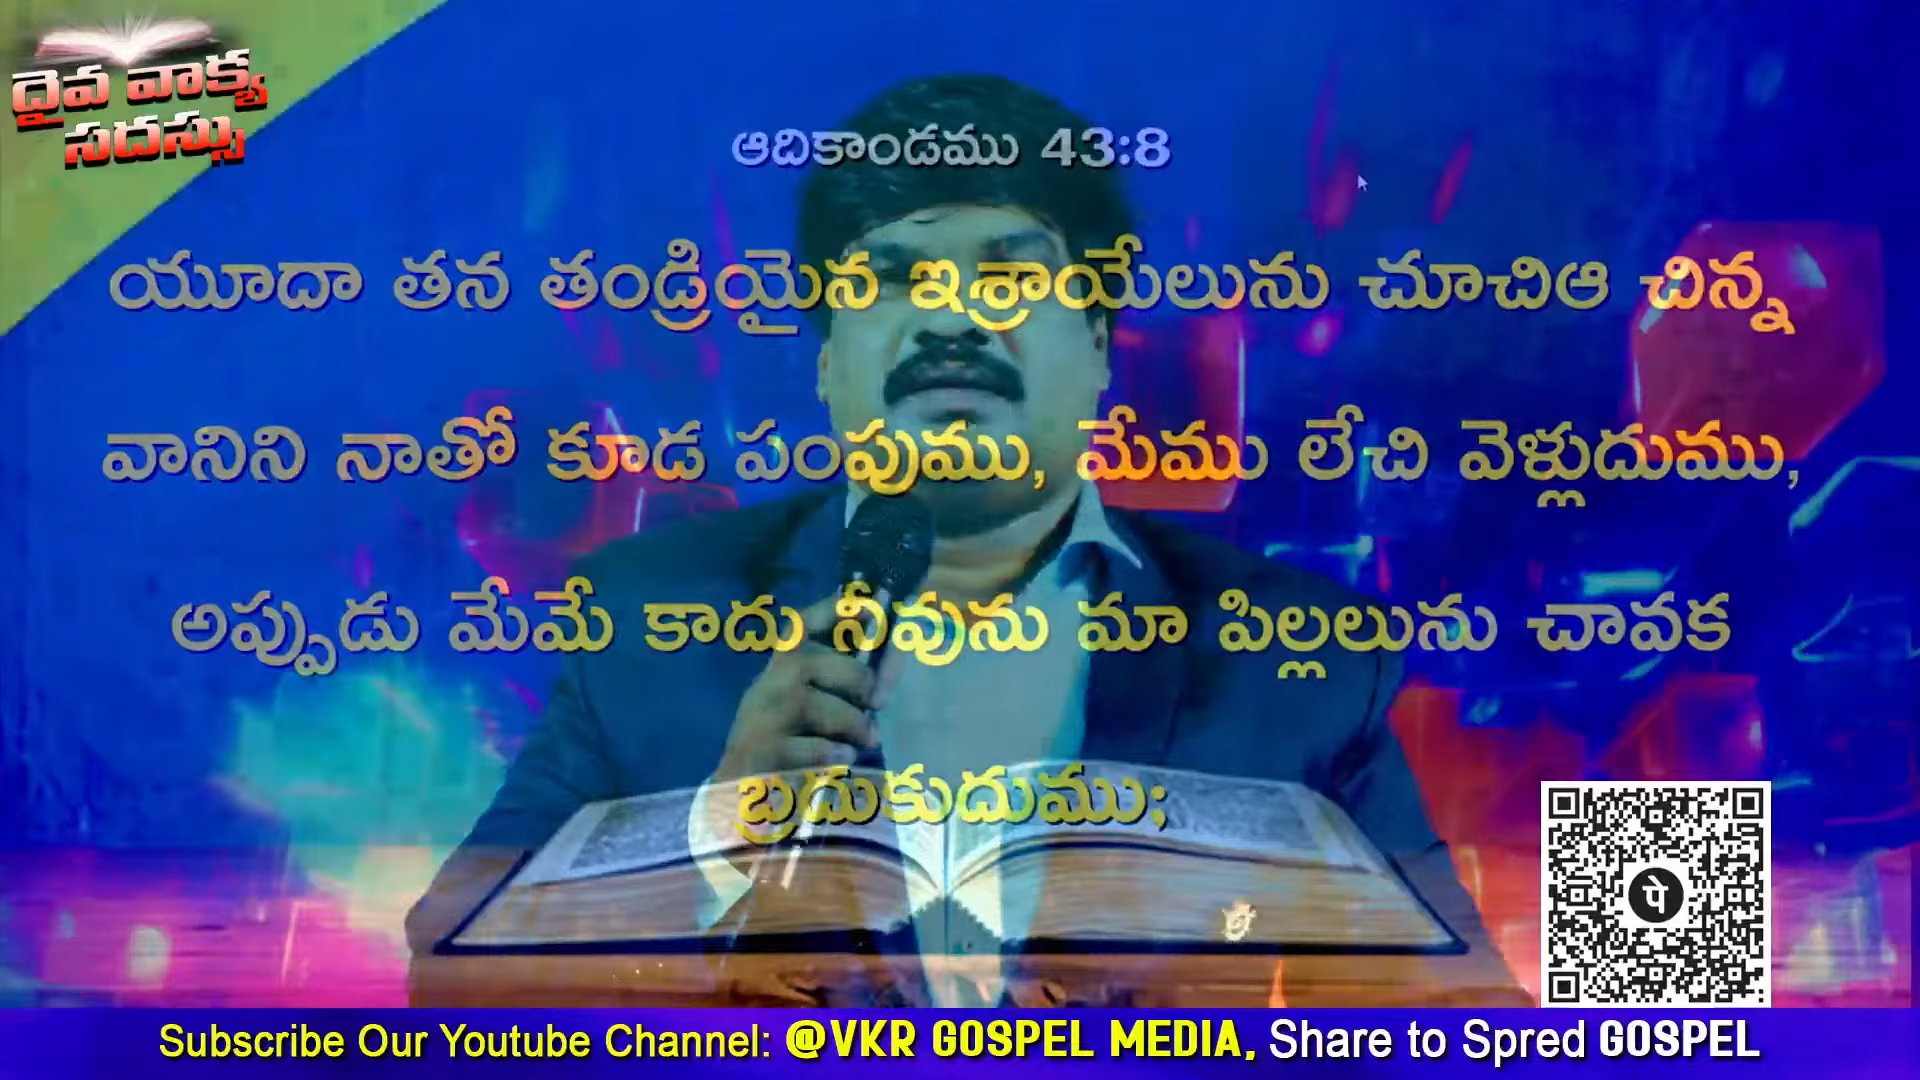 దైవ వాక్య
సదస్సు
ఆదికాండము 43:8
యూదా తన తండ్రియైన ఇశ్రాయేలును చూచిఆ చిన్న
వానిని నాతో కూడ పంపుము, మేము లేచి వెళ్లుదుము,
అప్పుడు మేమే కాదు నీవును మా పిల్లలును చావక
బ్రదుకుదుము;
पे
Subscribe Our Youtube Channel: @VKR GOSPEL MEDIA, Share to Spred GOSPEL